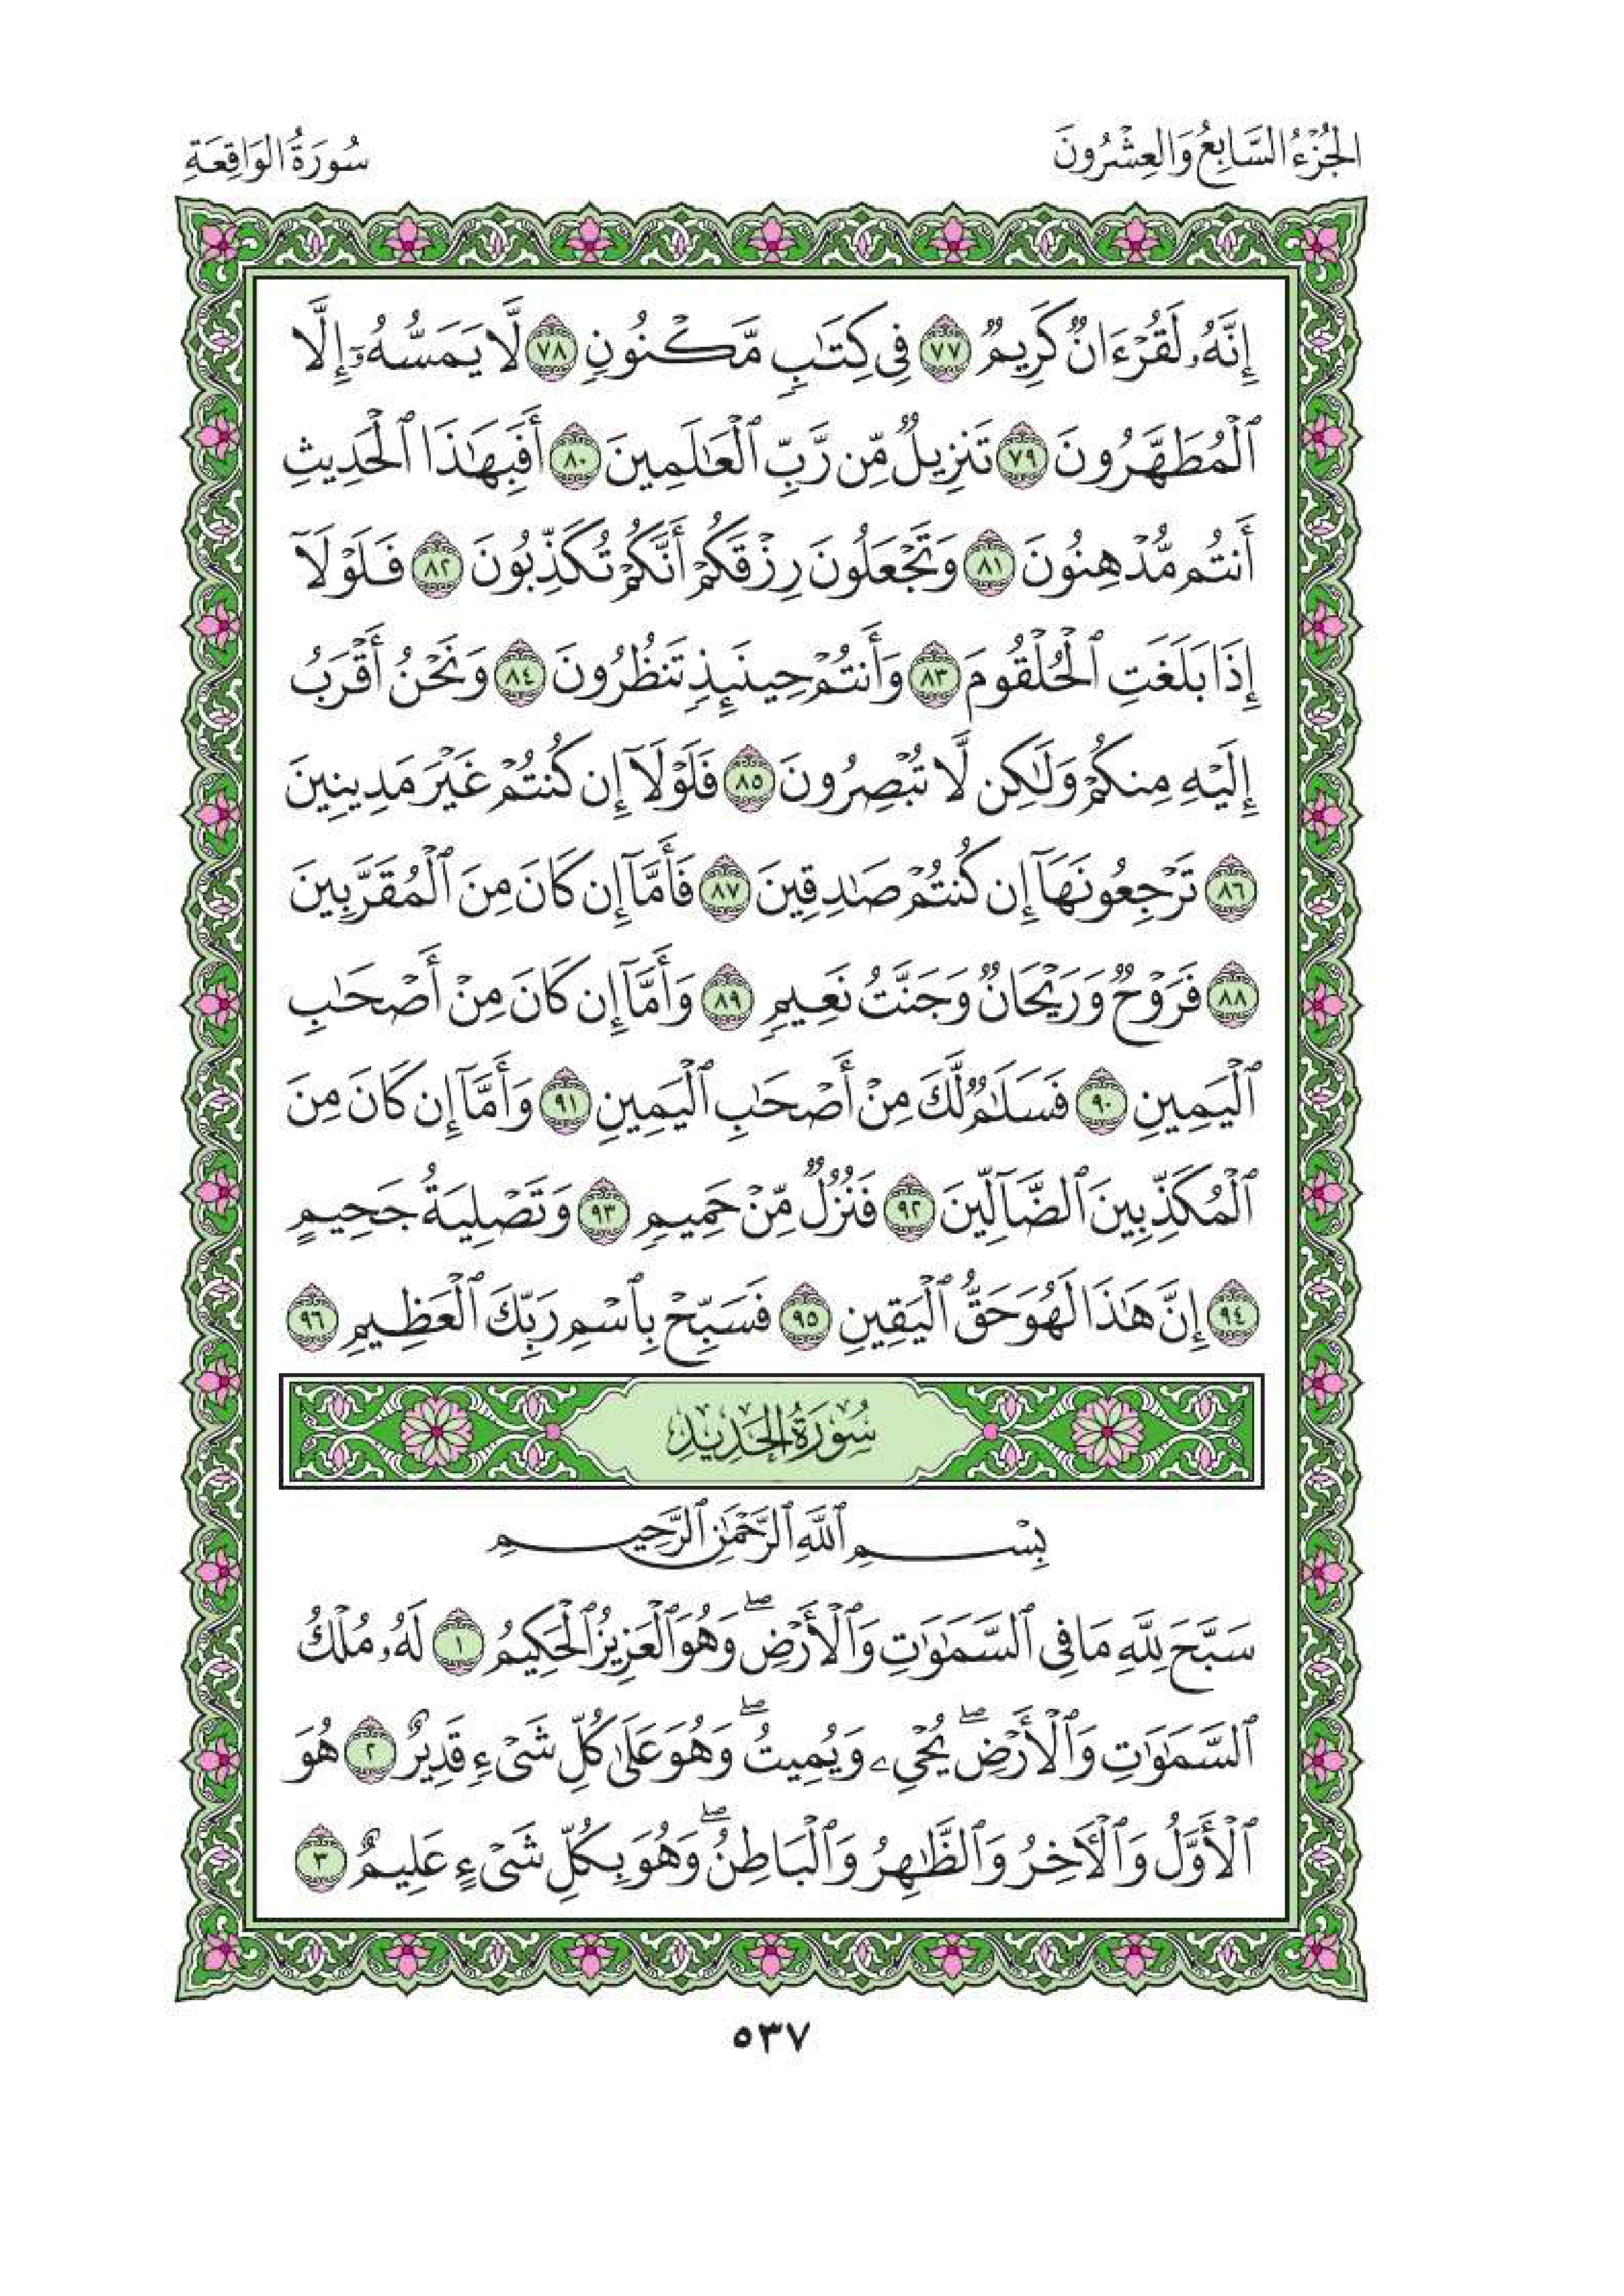 الجُزْءُ السَّابِعُ وَالعِشْرُونَ
سُورَةُ الوَاقِعَةِ
إِنَّهُۥ لَقُرْءَانٌ كَرِيمٌ ٧٧ فِى كِتَٰبٍ مَّكْنُونٍ ٧٨ لَّا يَمَسُّهُۥٓ إِلَّا
ٱلْمُطَهَّرُونَ ٧٩ تَنزِيلٌ مِّن رَّبِّ ٱلْعَٰلَمِينَ ٨٠ أَفَبِهَٰذَا ٱلْحَدِيثِ
أَنتُم مُّدْهِنُونَ ٨١ وَتَجْعَلُونَ رِزْقَكُمْ أَنَّكُمْ تُكَذِّبُونَ ٨٢ فَلَوْلَآ
إِذَا بَلَغَتِ ٱلْحُلْقُومَ ٨٣ وَأَنتُمْ حِينَئِذٍ تَنظُرُونَ ٨٤ وَنَحْنُ أَقْرَبُ
إِلَيْهِ مِنكُمْ وَلَٰكِن لَّا تُبْصِرُونَ ٨٥ فَلَوْلَآ إِن كُنتُمْ غَيْرَ مَدِينِينَ
٨٦ تَرْجِعُونَهَآ إِن كُنتُمْ صَٰدِقِينَ ٨٧ فَأَمَّآ إِن كَانَ مِنَ ٱلْمُقَرَّبِينَ
٨٨ فَرَوْحٌ وَرَيْحَانٌ وَجَنَّتُ نَعِيمٍ ٨٩ وَأَمَّآ إِن كَانَ مِنْ أَصْحَٰبِ
ٱلْيَمِينِ ٩٠ فَسَلَٰمٌ لَّكَ مِنْ أَصْحَٰبِ ٱلْيَمِينِ ٩١ وَأَمَّآ إِن كَانَ مِنَ
ٱلْمُكَذِّبِينَ ٱلضَّآلِّينَ ٩٢ فَنُزُلٌ مِّنْ حَمِيمٍ ٩٣ وَتَصْلِيَةُ جَحِيمٍ
٩٤ إِنَّ هَٰذَا لَهُوَ حَقُّ ٱلْيَقِينِ ٩٥ فَسَبِّحْ بِٱسْمِ رَبِّكَ ٱلْعَظِيمِ ٩٦
سُورَةُ الحَدِيدِ
بِسْمِ ٱللَّهِ ٱلرَّحْمَٰنِ ٱلرَّحِيمِ
سَبَّحَ لِلَّهِ مَا فِى ٱلسَّمَٰوَٰتِ وَٱلْأَرْضِ ۖ وَهُوَ ٱلْعَزِيزُ ٱلْحَكِيمُ ١ لَهُۥ مُلْكُ
ٱلسَّمَٰوَٰتِ وَٱلْأَرْضِ ۖ يُحْىِۦ وَيُمِيتُ ۖ وَهُوَ عَلَىٰ كُلِّ شَىْءٍ قَدِيرٌ ٢ هُوَ
ٱلْأَوَّلُ وَٱلْءَاخِرُ وَٱلظَّٰهِرُ وَٱلْبَاطِنُ ۖ وَهُوَ بِكُلِّ شَىْءٍ عَلِيمٌ ٣
٥٣٧